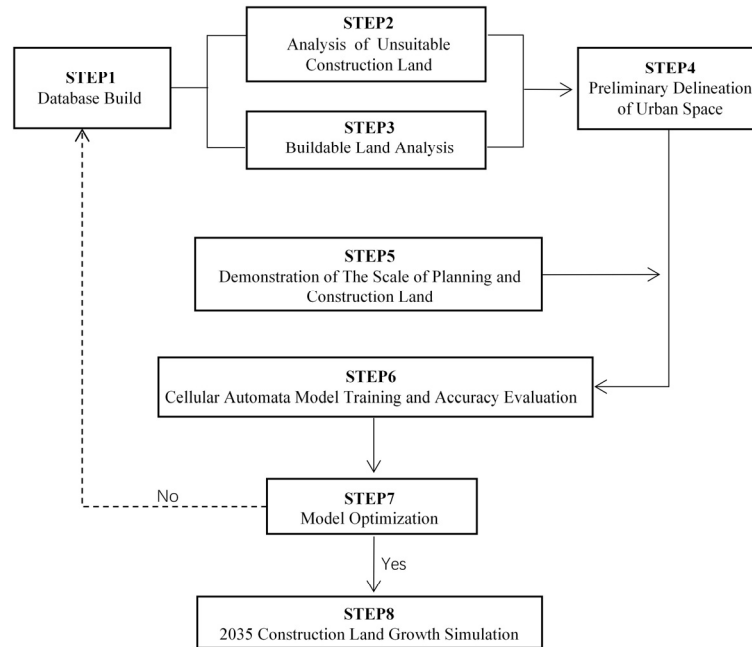 STEP1
Database Build
STEP2
Analysis of Unsuitable
Construction Land
STEP3
Buildable Land Analysis
STEP4
Preliminary Delineation
of Urban Space
STEP5
Demonstration of The Scale of Planning and
Construction Land
STEP6
Cellular Automata Model Training and Accuracy Evaluation
No
STEP7
Model Optimization
Yes
STEP8
2035 Construction Land Growth Simulation